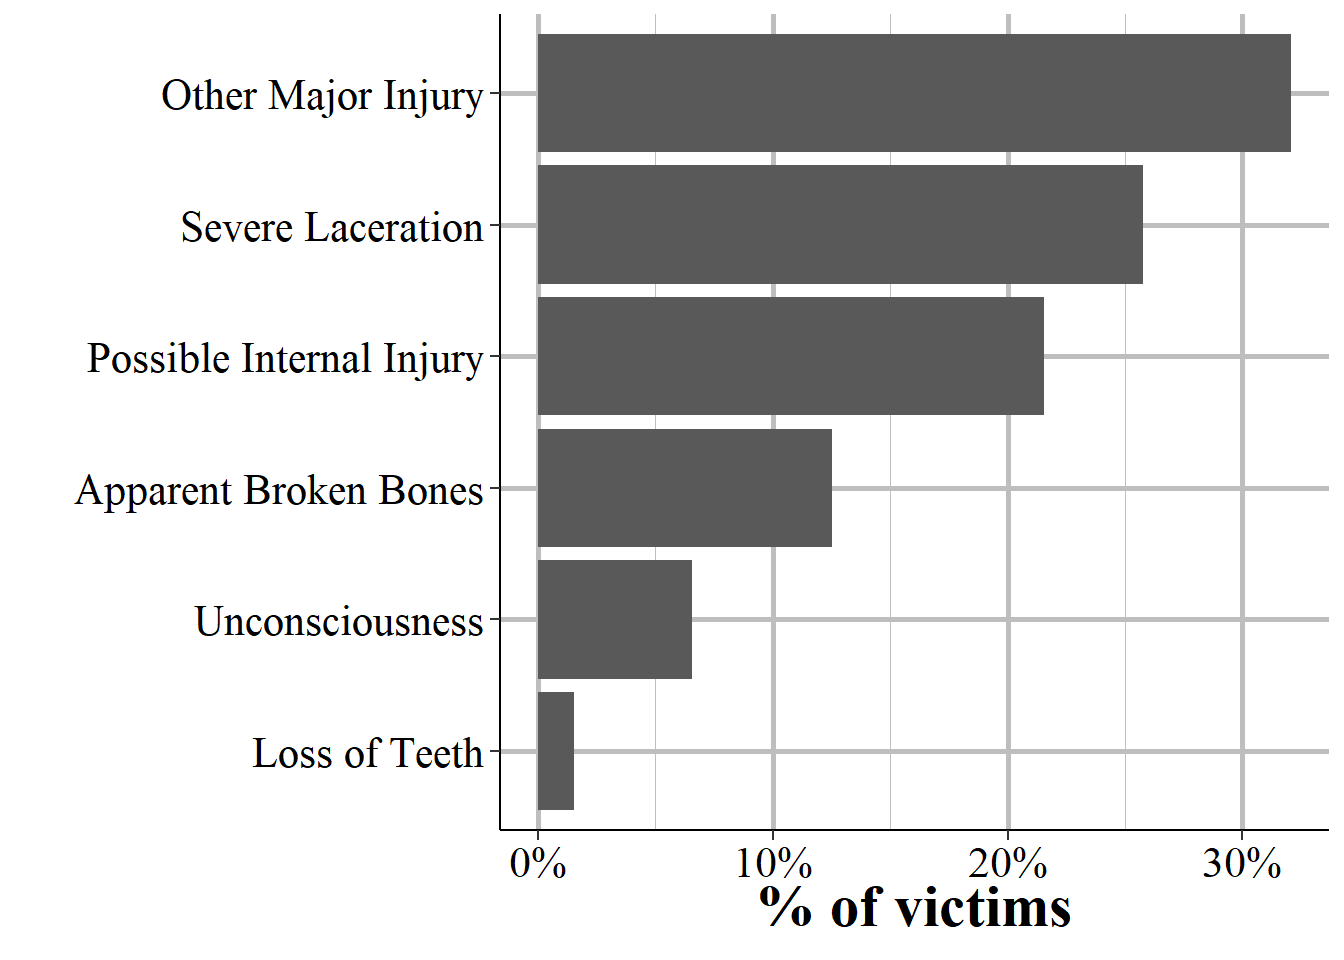 Other Major Injury
Severe Laceration
Possible Internal Injury
Apparent Broken Bones
Unconsciousness
Loss of Teeth
0% 10% 20% 30%
% of victims